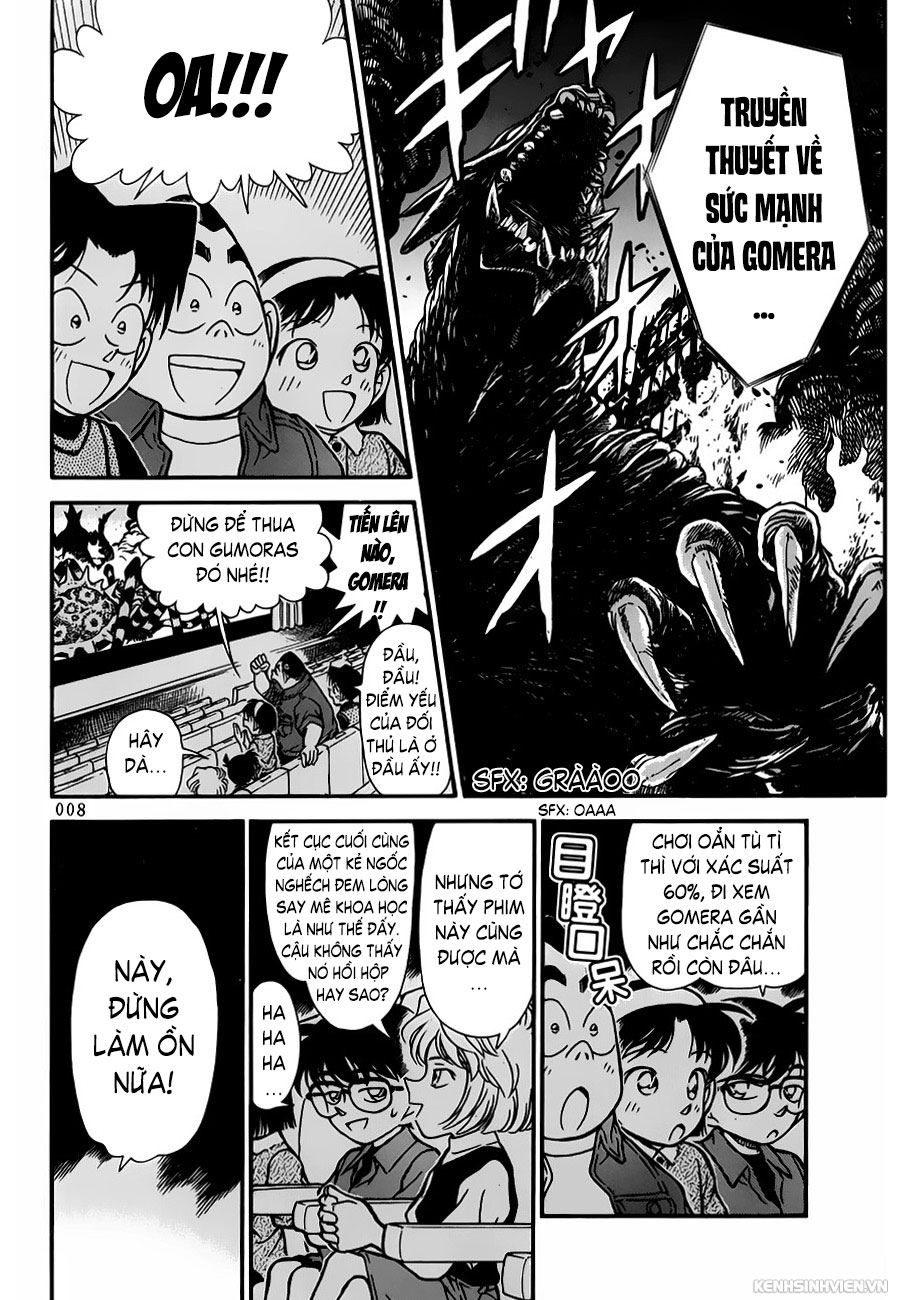 TRUYỀN
THUYẾT VỀ
SỨC MẠNH
CỦA GOMERA
...
OA!!!
SFX: GRÀÀOO
TIẾN LÊN
NÀO,
GOMERA
!!
ĐỪNG ĐỂ THUA
CON GUMORAS
ĐÓ NHÉ!!
ĐẦU,
ĐẦU!
ĐIỂM YẾU
CỦA ĐỐI
THỦ LÀ Ở
ĐẦU ẤY!!
HÂY
DÀ...
008
SFX: OAAA
CHƠI OẲN TÙ TÌ
THÌ VỚI XÁC SUẤT
60%, ĐI XEM
GOMERA GẦN
NHƯ CHẮC CHẮN
RỒI CÒN ĐÂU...
目瞪口呆
NHƯNG TỚ
THẤY PHIM
NÀY CŨNG
ĐƯỢC MÀ
...
KẾT CỤC CUỐI CÙNG
CỦA MỘT KẺ NGỐC
NGHẾCH ĐEM LÒNG
SAY MÊ KHOA HỌC
LÀ NHƯ THẾ ĐẤY.
CẬU KHÔNG THẤY
NÓ HỒI HỘP
HAY SAO?
HA
HA
HA
...
NÀY,
ĐỪNG
LÀM ỒN
NỮA!
KENHSINHVIEN.VN